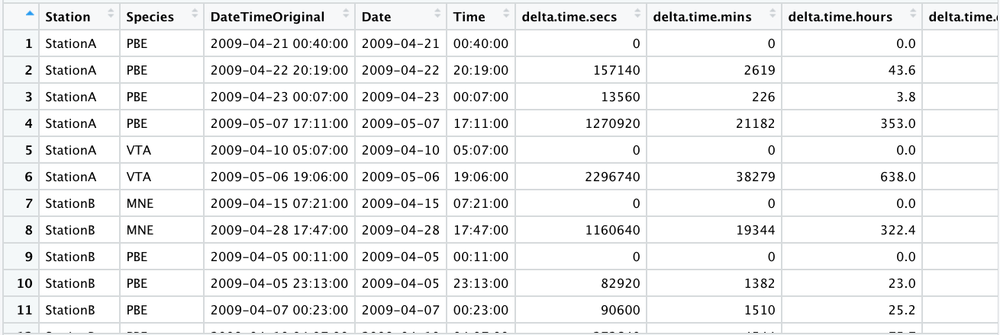 Station Species DateTimeOriginal Date Time delta.time.secs delta.time.mins delta.time.hours delta.time.
1 StationA PBE 2009-04-21 00:40:00 2009-04-21 00:40:00 0 0 0.0
2 StationA PBE 2009-04-22 20:19:00 2009-04-22 20:19:00 157140 2619 43.6
3 StationA PBE 2009-04-23 00:07:00 2009-04-23 00:07:00 13560 226 3.8
4 StationA PBE 2009-05-07 17:11:00 2009-05-07 17:11:00 1270920 21182 353.0
5 StationA VTA 2009-04-10 05:07:00 2009-04-10 05:07:00 0 0 0.0
6 StationA VTA 2009-05-06 19:06:00 2009-05-06 19:06:00 2296740 38279 638.0
7 StationB MNE 2009-04-15 07:21:00 2009-04-15 07:21:00 0 0 0.0
8 StationB MNE 2009-04-28 17:47:00 2009-04-28 17:47:00 1160640 19344 322.4
9 StationB PBE 2009-04-05 00:11:00 2009-04-05 00:11:00 0 0 0.0
10 StationB PBE 2009-04-05 23:13:00 2009-04-05 23:13:00 82920 1382 23.0
11 StationB PBE 2009-04-07 00:23:00 2009-04-07 00:23:00 90600 1510 25.2